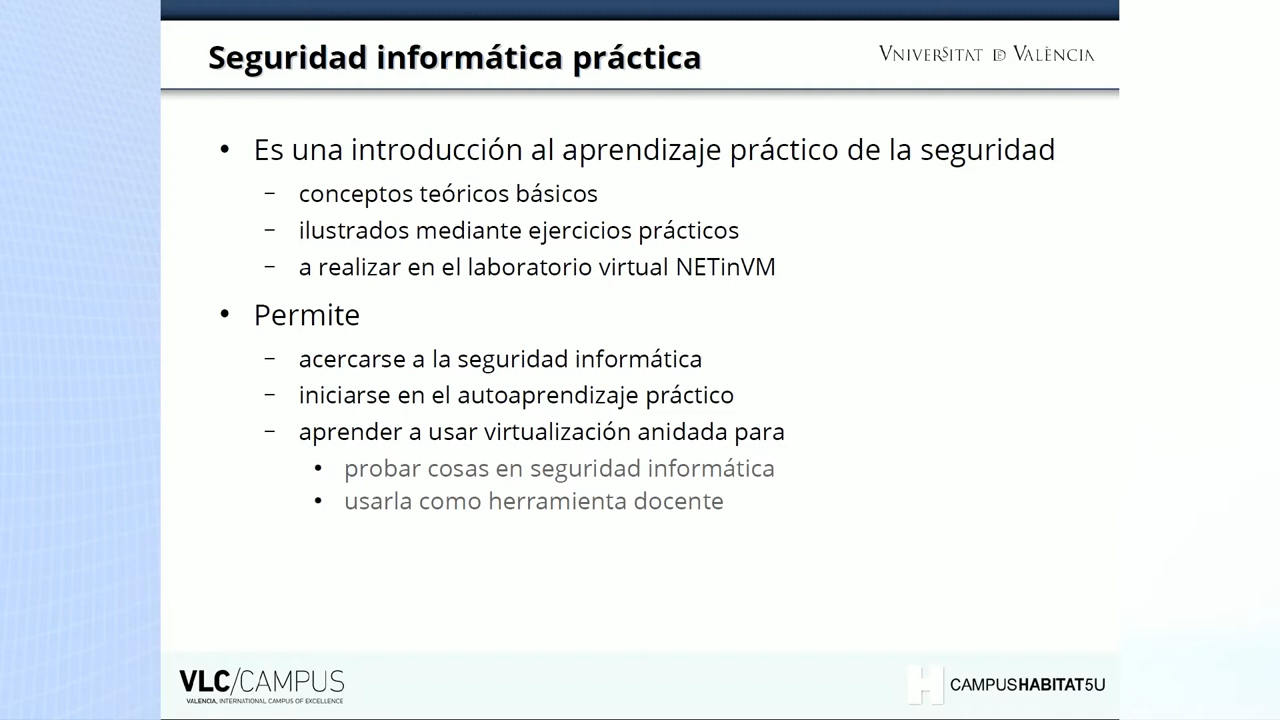 Seguridad informática práctica
VNIVERSITAT DE VALÈNCIA
• Es una introducción al aprendizaje práctico de la seguridad
– conceptos teóricos básicos
– ilustrados mediante ejercicios prácticos
– a realizar en el laboratorio virtual NETinVM
• Permite
– acercarse a la seguridad informática
– iniciarse en el autoaprendizaje práctico
– aprender a usar virtualización anidada para
• probar cosas en seguridad informática
• usarla como herramienta docente
VLC/CAMPUS
VALENCIA, INTERNATIONAL CAMPUS OF EXCELLENCE
H CAMPUSHABITAT5U